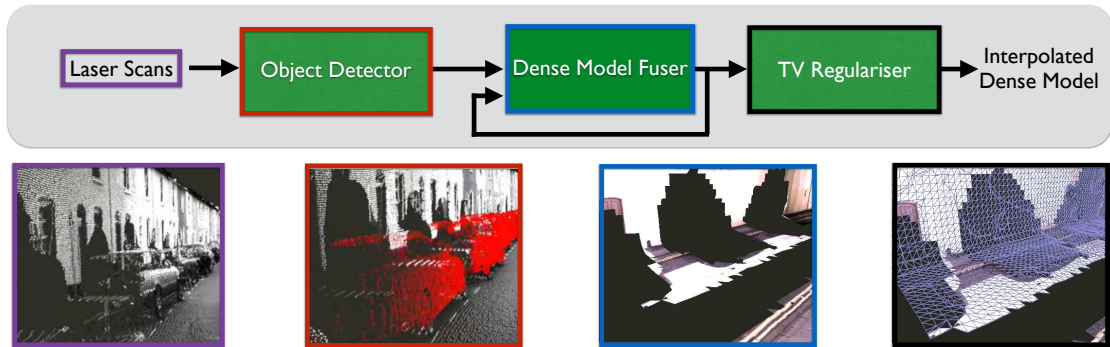 Laser Scans
Object Detector
Dense Model Fuser
TV Regulariser
Interpolated
Dense Model